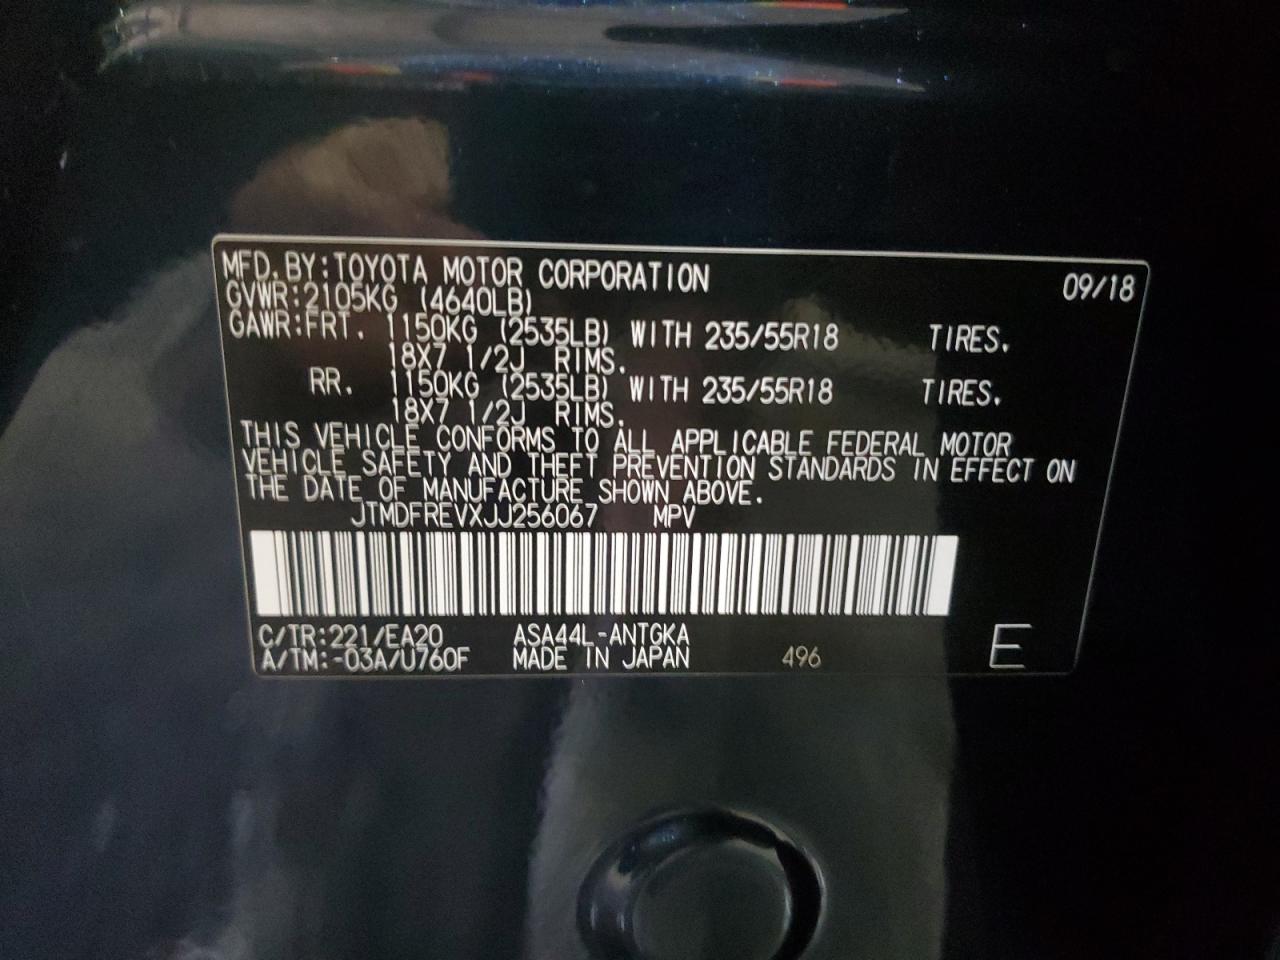 MFD.BY:TOYOTA MOTOR CORPORATION 09/18
GVWR:2105KG (4640LB)
GAWR:FRT. 1150KG (2535LB) WITH 235/55R18 TIRES.
18X7 1/2J RIMS.
RR. 1150KG (2535LB) WITH 235/55R18 TIRES.
18X7 1/2J RIMS.
THIS VEHICLE CONFORMS TO ALL APPLICABLE FEDERAL MOTOR
VEHICLE SAFETY AND THEFT PREVENTION STANDARDS IN EFFECT ON
THE DATE OF MANUFACTURE SHOWN ABOVE.
JTMDFREVXJJ256067 MPV
C/TR:221/EA20 ASA44L-ANTGKA
A/TM:-03A/U760F MADE IN JAPAN 496 E